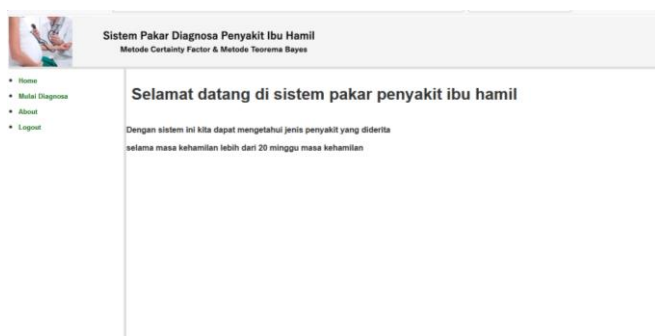 Sistem Pakar Diagnosa Penyakit Ibu Hamil
Metode Certainty Factor & Metode Teorema Bayes
Home
Mulai Diagnosa
About
Logout
Selamat datang di sistem pakar penyakit ibu hamil
Dengan sistem ini kita dapat mengetahui jenis penyakit yang diderita
selama masa kehamilan lebih dari 20 minggu masa kehamilan